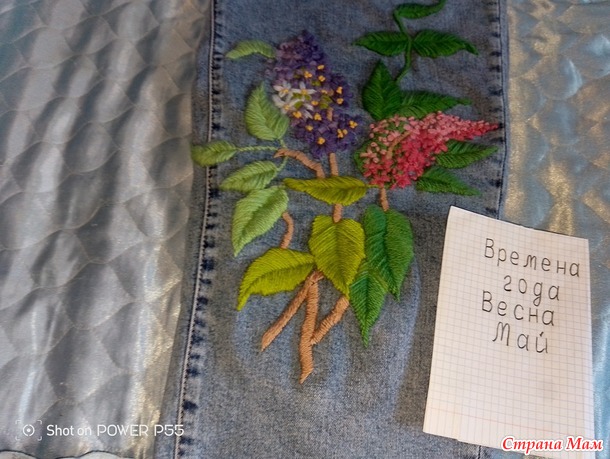 Времена
года
Весна
Май
Shot on POWER P55
Страна Мам